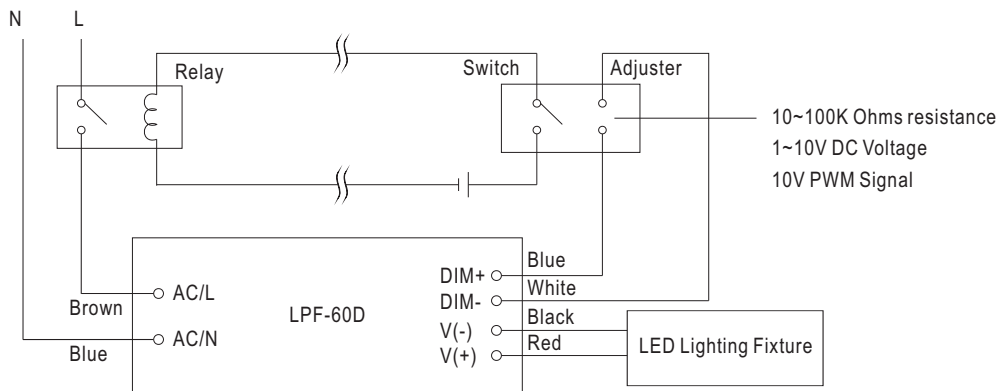 N L
Relay
Switch
Adjuster
10~100K Ohms resistance
1~10V DC Voltage
10V PWM Signal
Blue
DIM+
White
DIM-
Black
V(-)
Red
V(+)
AC/L
Brown
LPF-60D
AC/N
Blue
LED Lighting Fixture